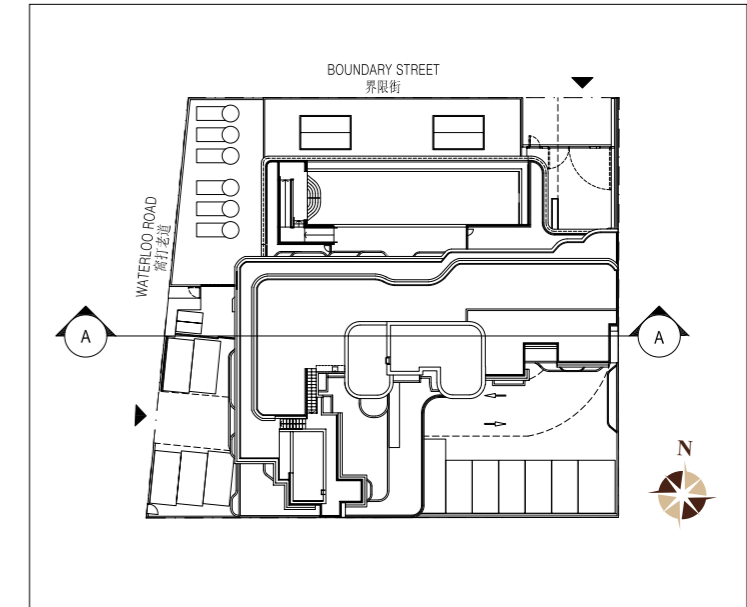 BOUNDARY STREET
界限街
WATERLOO ROAD
窩打老道
A
A
N